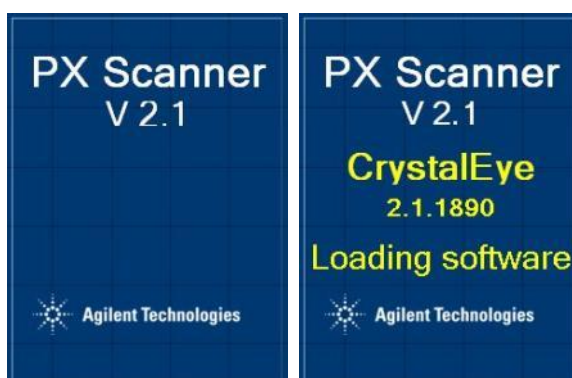 PX Scanner
V 2.1
Agilent Technologies
PX Scanner
V 2.1
CrystalEye
2.1.1890
Loading software
Agilent Technologies